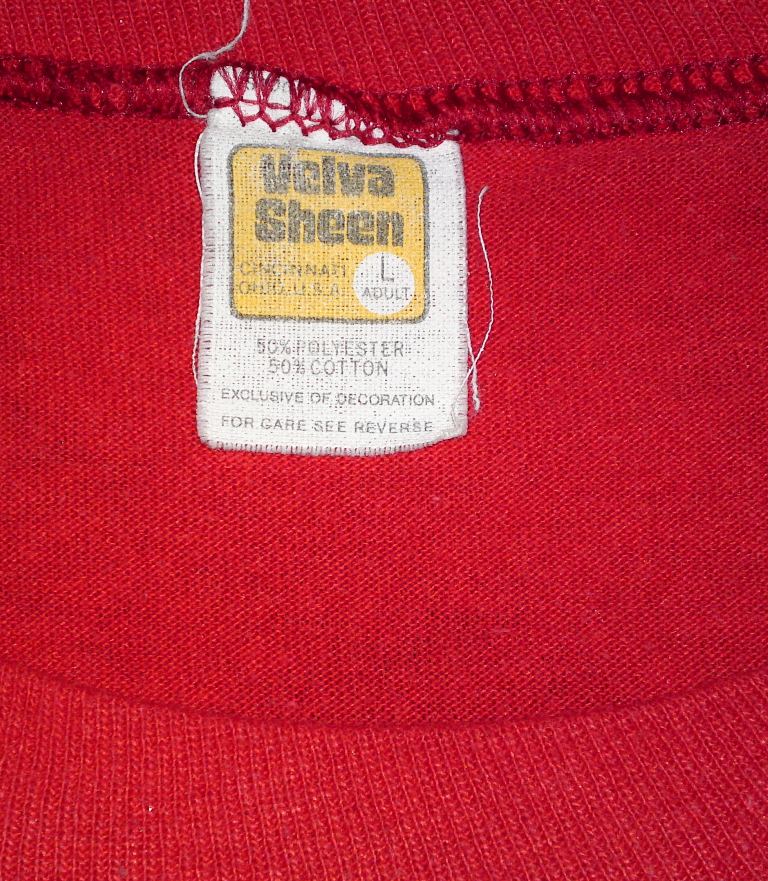 Velva
Sheen
CINCINNATI
OHIO, U.S.A.
L
ADULT
50% POLYESTER
50% COTTON
EXCLUSIVE OF DECORATION
FOR CARE SEE REVERSE